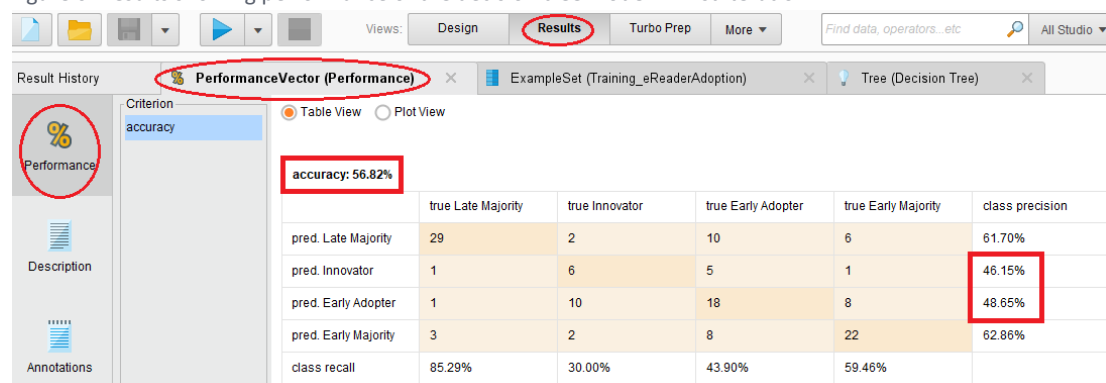 Views: Design Results Turbo Prep More Find data, operators...etc All Studio
Result History % PerformanceVector (Performance) ExampleSet (Training_eReaderAdoption) Tree (Decision Tree)
Criterion
accuracy
Table View Plot View
%
Performance
accuracy: 56.82%
true Late Majority true Innovator true Early Adopter true Early Majority class precision
pred. Late Majority 29 2 10 6 61.70%
pred. Innovator 1 6 5 1 46.15%
pred. Early Adopter 1 10 18 8 48.65%
pred. Early Majority 3 2 8 22 62.86%
class recall 85.29% 30.00% 43.90% 59.46%
Description
Annotations